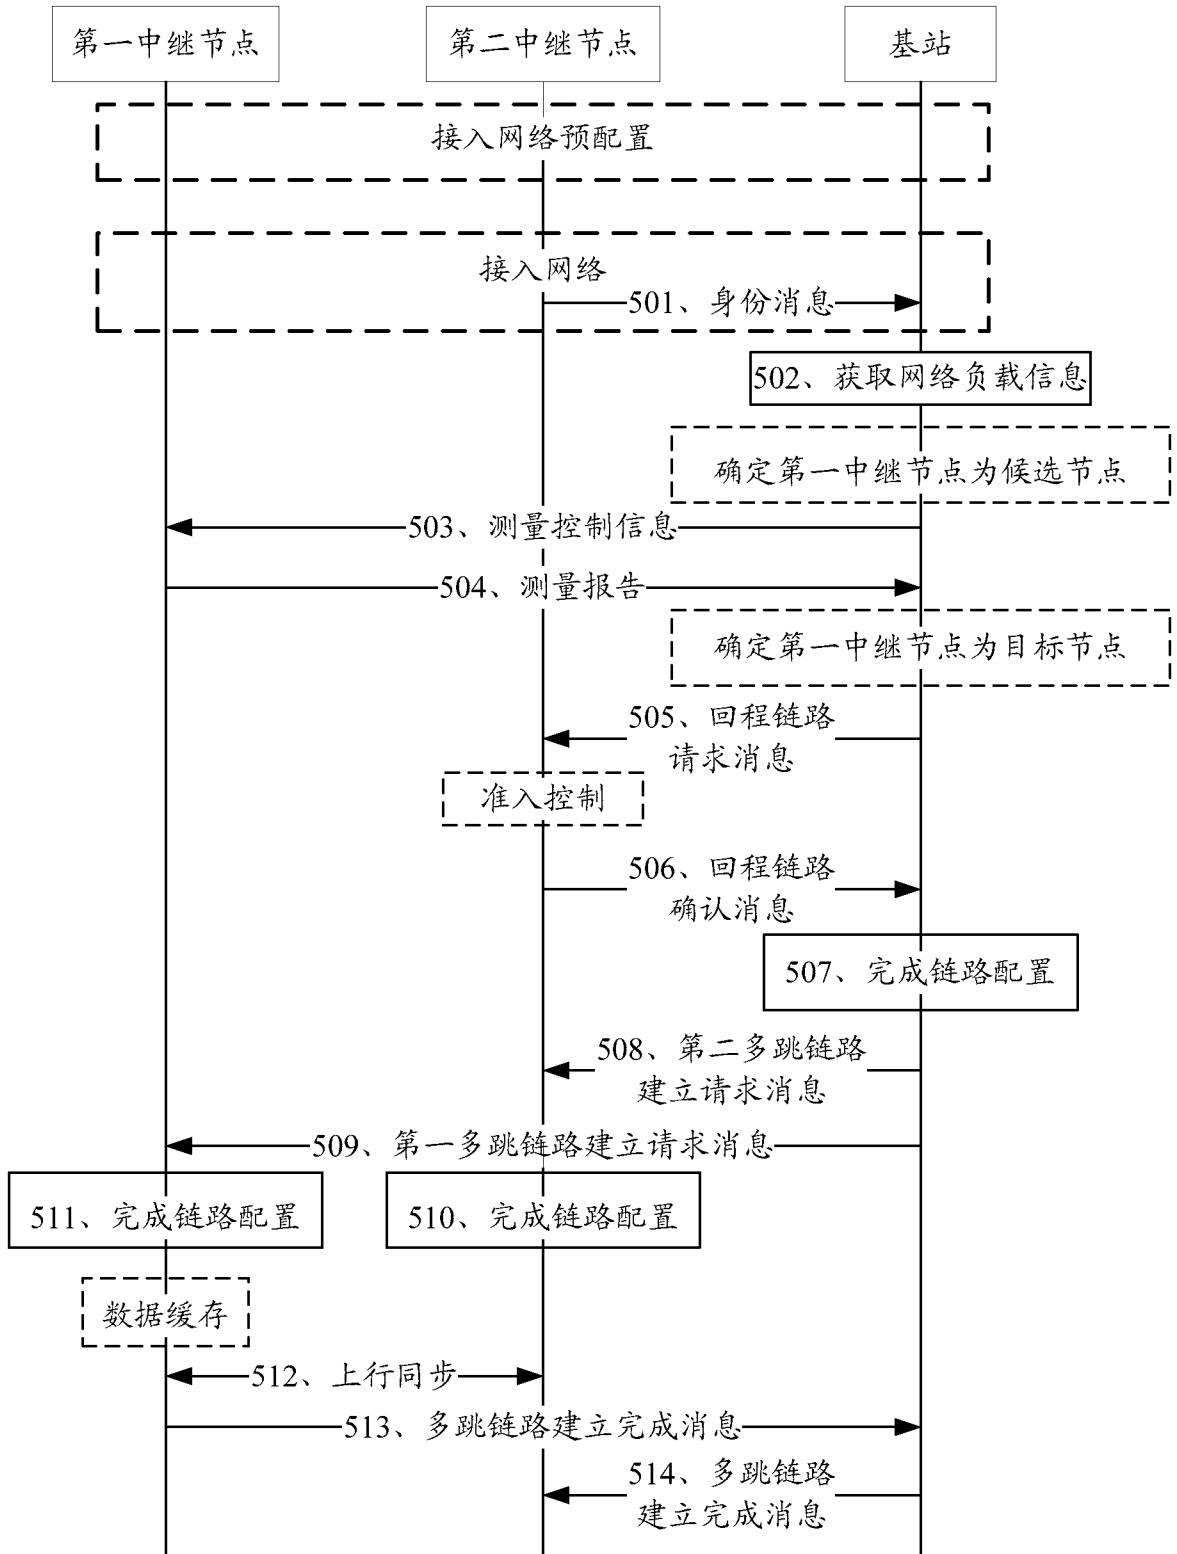 第一中继节点
第二中继节点
基站
接入网络预配置
接入网络
501、身份消息
502、获取网络负载信息
确定第一中继节点为候选节点
503、测量控制信息
504、测量报告
确定第一中继节点为目标节点
505、回程链路
请求消息
准入控制
506、回程链路
确认消息
507、完成链路配置
508、第二多跳链路
建立请求消息
509、第一多跳链路建立请求消息
511、完成链路配置
510、完成链路配置
数据缓存
512、上行同步
513、多跳链路建立完成消息
514、多跳链路
建立完成消息